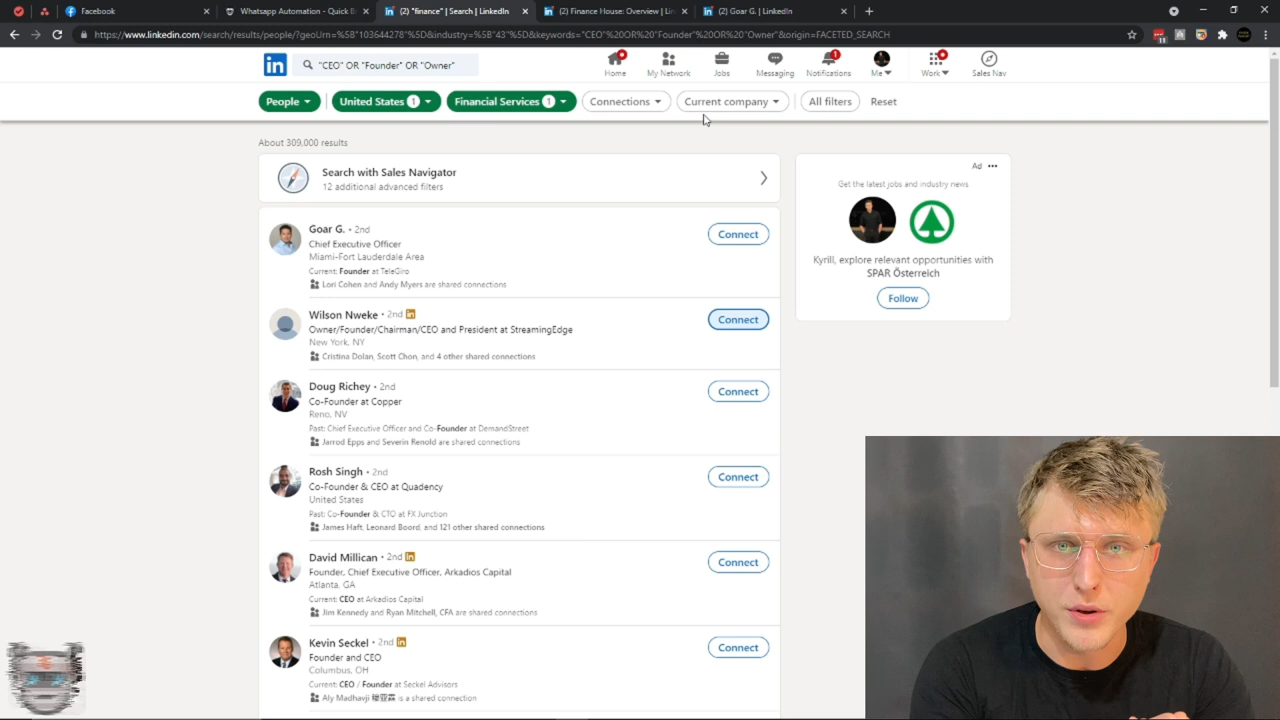 Facebook
Whatsapp Automation - Quick E
(2) "finance" | Search | LinkedIn
(2) Finance House: Overview | Lin
(2) Goar G. | LinkedIn
https://www.linkedin.com/search/results/people/?geoUrn=%5B"103644278"%5D&industry=%5B"43"%5D&keywords="CEO"%20OR%20"Founder"%20OR%20"Owner"&origin=FACETED_SEARCH
11
in
"CEO" OR "Founder" OR "Owner"
Home
My Network
Jobs
Messaging
1
Notifications
Me
Work
Sales Nav
People
United States 1
Financial Services 1
Connections
Current company
All filters
Reset
About 309,000 results
Search with Sales Navigator
12 additional advanced filters
Goar G. • 2nd
Chief Executive Officer
Miami-Fort Lauderdale Area
Current: Founder at TeleGiro
Lori Cohen and Andy Myers are shared connections
Connect
Wilson Nweke • 2nd in
Owner/Founder/Chairman/CEO and President at StreamingEdge
New York, NY
Cristina Dolan, Scott Chon, and 4 other shared connections
Connect
Doug Richey • 2nd
Co-Founder at Copper
Reno, NV
Past: Chief Executive Officer and Co-Founder at DemandStreet
Jarrod Epps and Severin Renold are shared connections
Connect
Rosh Singh • 2nd
Co-Founder & CEO at Quadency
United States
Past: Co-Founder & CTO at FX Junction
James Haft, Leonard Boord, and 121 other shared connections
Connect
David Millican • 2nd in
Founder, Chief Executive Officer, Arkadios Capital
Atlanta, GA
Current: CEO at Arkadios Capital
Jim Kennedy and Ryan Mitchell, CFA are shared connections
Connect
Kevin Seckel • 2nd in
Founder and CEO
Columbus, OH
Current: CEO / Founder at Seckel Advisors
Aly Madhavji is a shared connection
Connect
Ad
Get the latest jobs and industry news
Kyrill, explore relevant opportunities with
SPAR Österreich
Follow